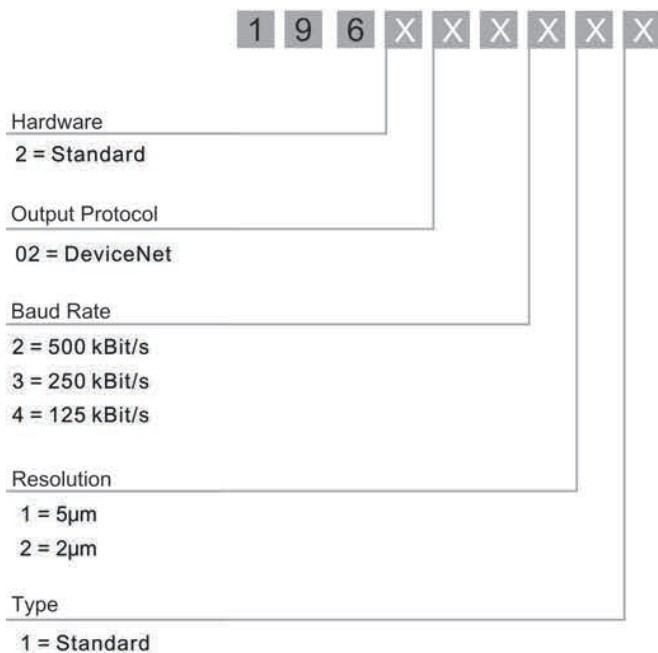 1 9 6 X X X X X X
Hardware
2 = Standard
Output Protocol
02 = DeviceNet
Baud Rate
2 = 500 kBit/s
3 = 250 kBit/s
4 = 125 kBit/s
Resolution
1 = 5µm
2 = 2µm
Type
1 = Standard